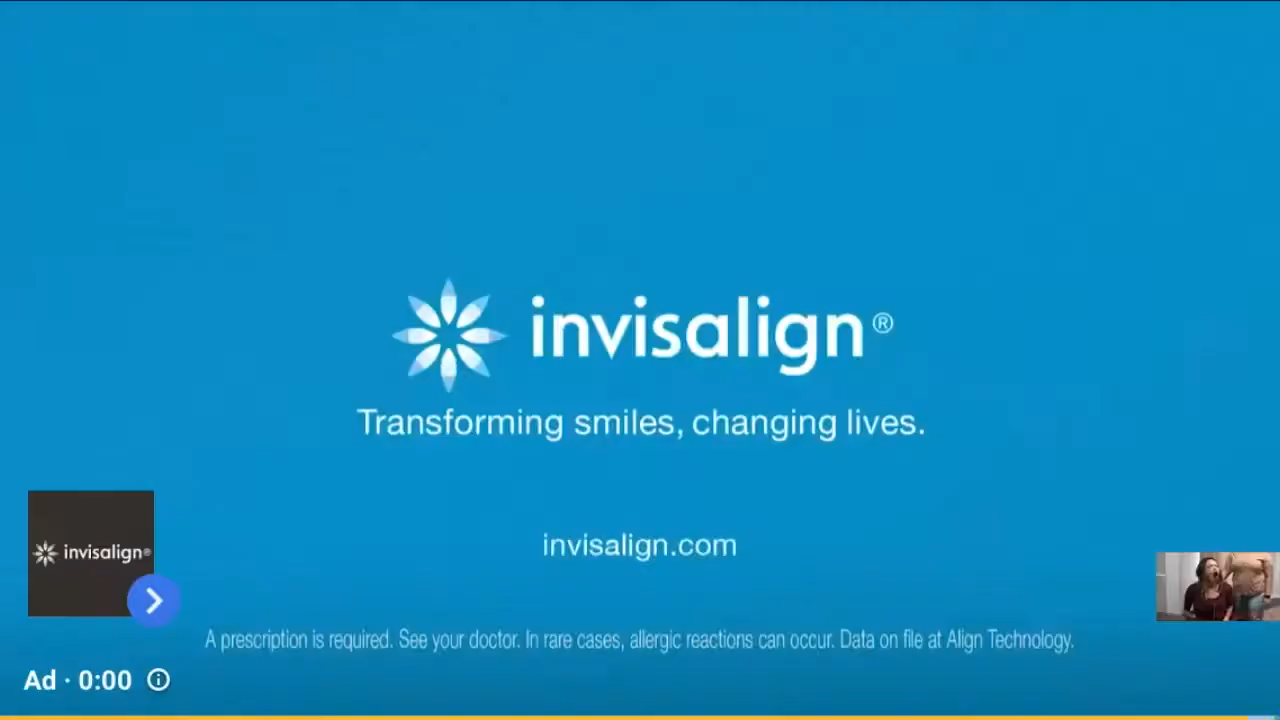 invisalign®
Transforming smiles, changing lives.
invisalign®
invisalign.com
A prescription is required. See your doctor. In rare cases, allergic reactions can occur. Data on file at Align Technology.
Ad · 0:00